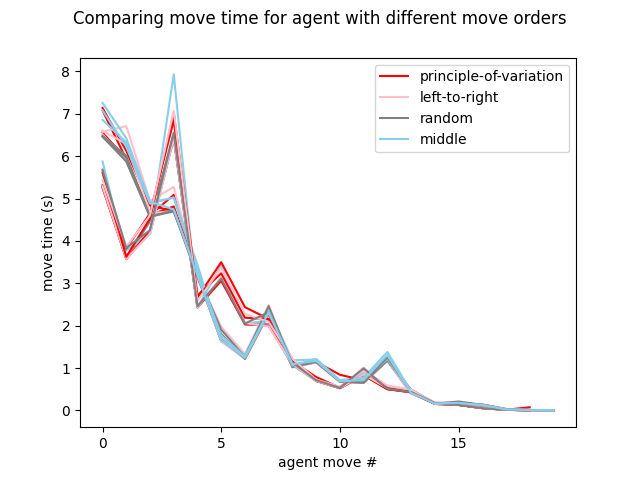 Comparing move time for agent with different move orders
principle-of-variation
left-to-right
random
middle
8
7
6
5
4
3
2
1
0
move time (s)
0 5 10 15
agent move #